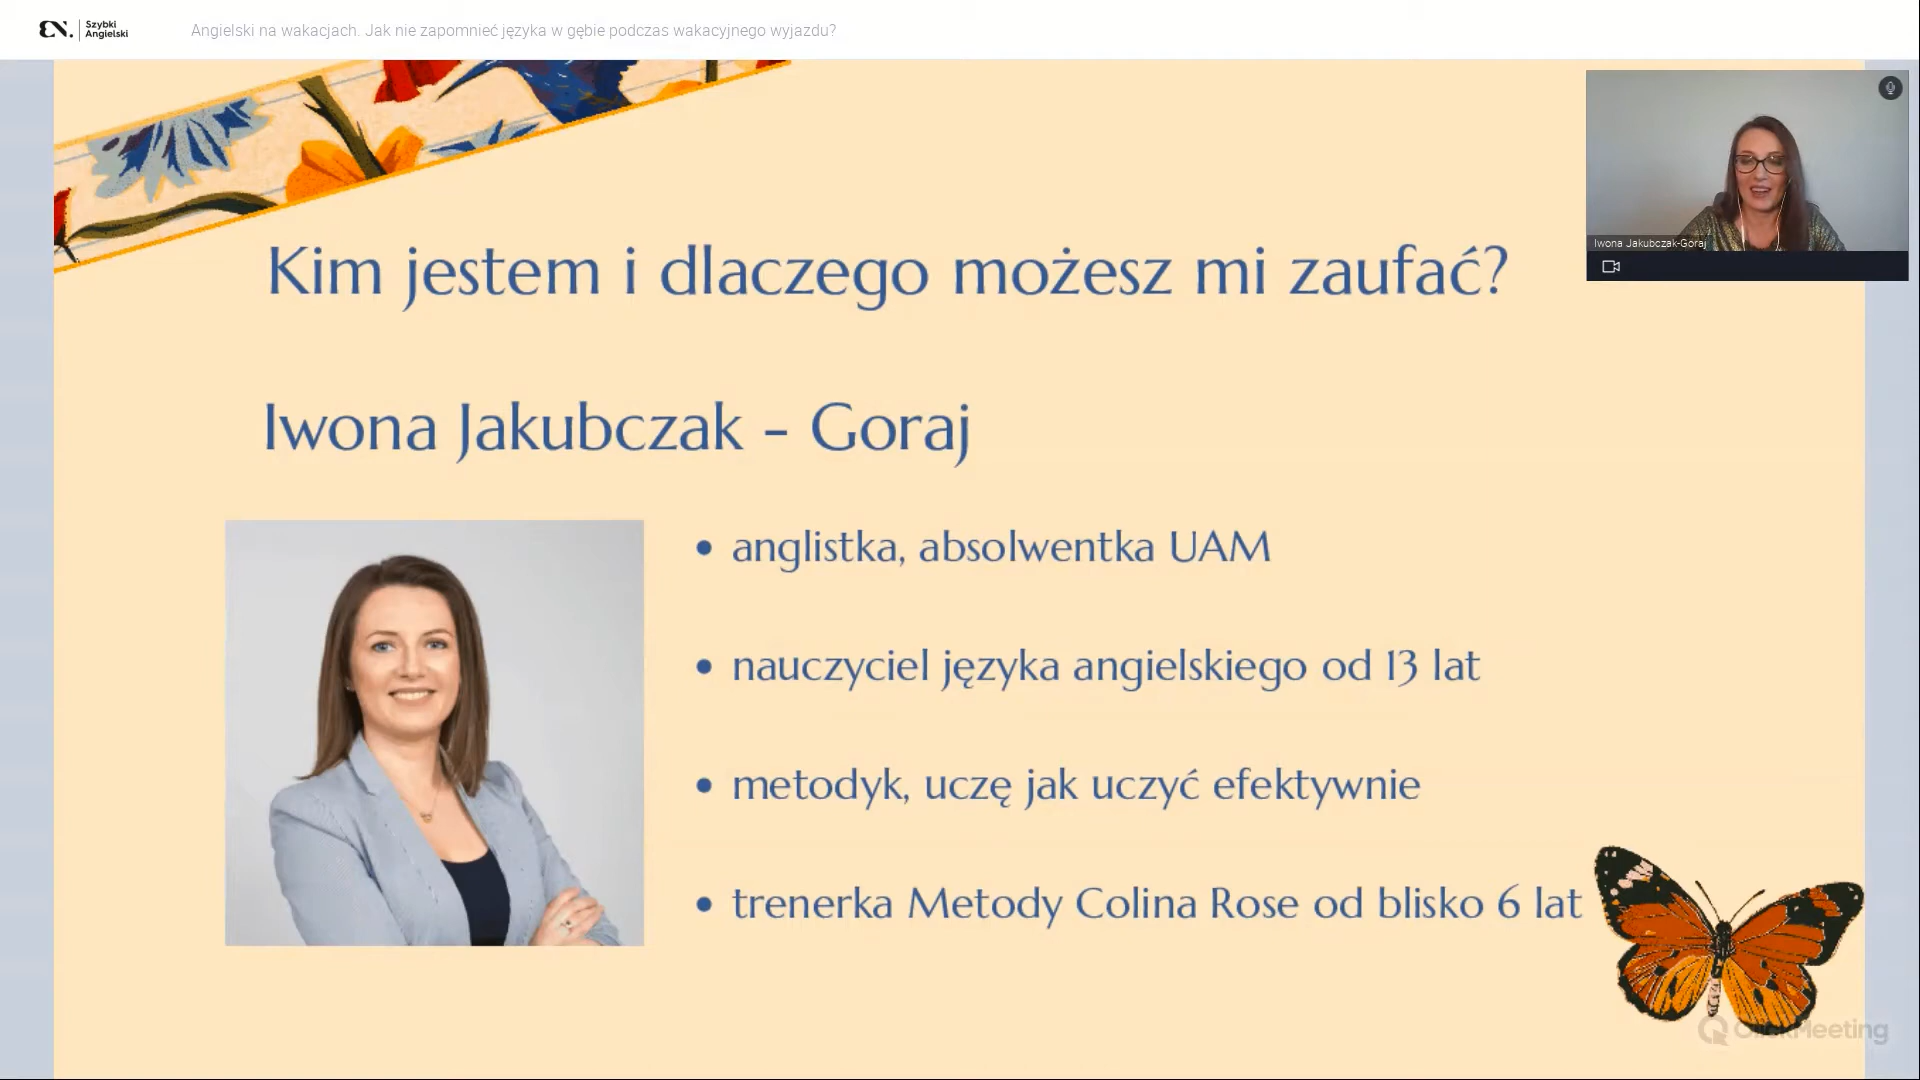 EN. Szybki Angielski
Angielski na wakacjach. Jak nie zapomnieć języka w gębie podczas wakacyjnego wyjazdu?
Iwona Jakubczak-Goraj
Kim jestem i dlaczego możesz mi zaufać?
Iwona Jakubczak - Goraj
• anglistka, absolwentka UAM
• nauczyciel języka angielskiego od 13 lat
• metodyk, uczę jak uczyć efektywnie
• trenerka Metody Colina Rose od blisko 6 lat
ClickMeeting